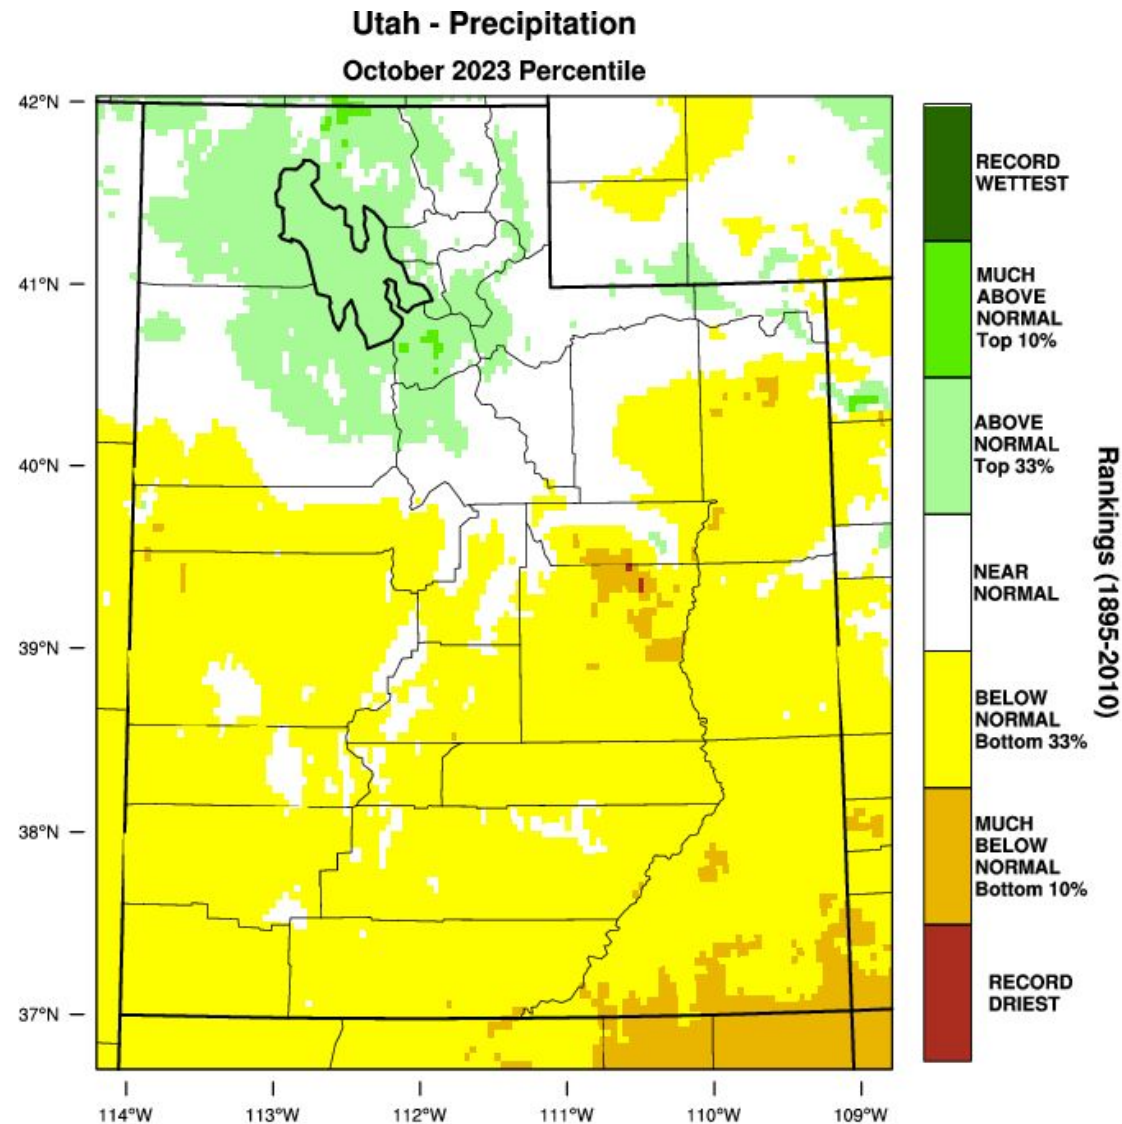 Utah - Precipitation
October 2023 Percentile
42°N
41°N
40°N
39°N
38°N
37°N
114°W
113°W
112°W
111°W
110°W
109°W
RECORD
WETTEST
MUCH
ABOVE
NORMAL
Top 10%
ABOVE
NORMAL
Top 33%
NEAR
NORMAL
BELOW
NORMAL
Bottom 33%
MUCH
BELOW
NORMAL
Bottom 10%
RECORD
DRIEST
Rankings (1895-2010)